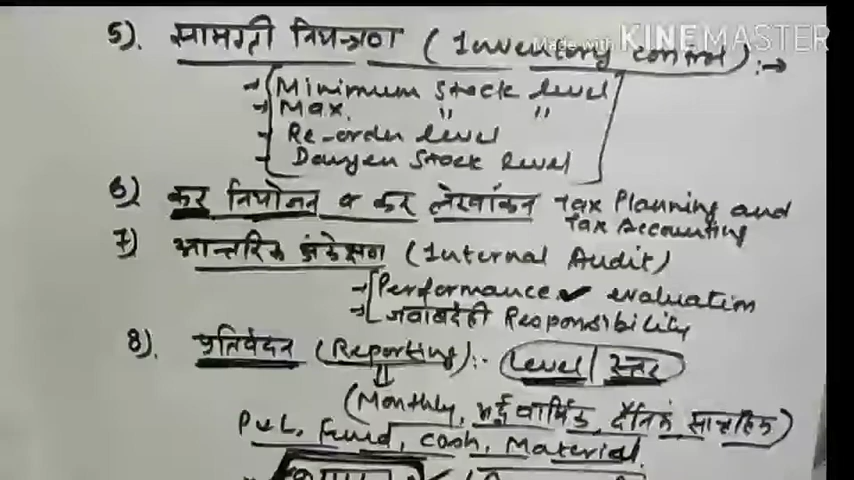 Made with KINEMASTER
5). सामग्री नियन्त्रण (Inventory control) :→
→ Minimum Stock level
→ Max. " "
→ Re-order level
→ Danger Stock level
6) कर नियोजन व कर लेखांकन Tax Planning and
Tax Accounting
7) आन्तरिक अंकेक्षण (Internal Audit)
→ Performance ✓ evaluation
→ जवाबदेही Responsibility
8). प्रतिवेदन (Reporting):- Level/स्तर
(Monthly, अर्द्धवार्षिक, दैनिक साप्ताहिक)
P&L, Fund, Cash, Material